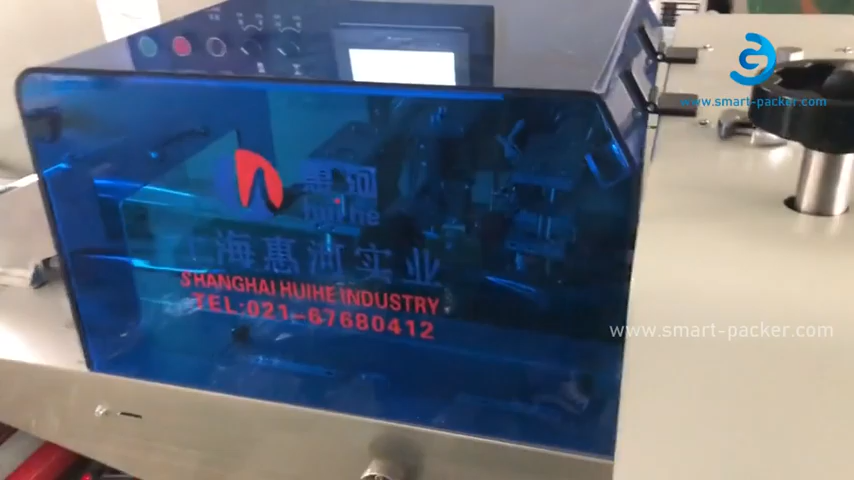 www.smart-packer.com
惠河
huihe
上海惠河实业
SHANGHAI HUIHE INDUSTRY
TEL:021-67680412
www.smart-packer.com